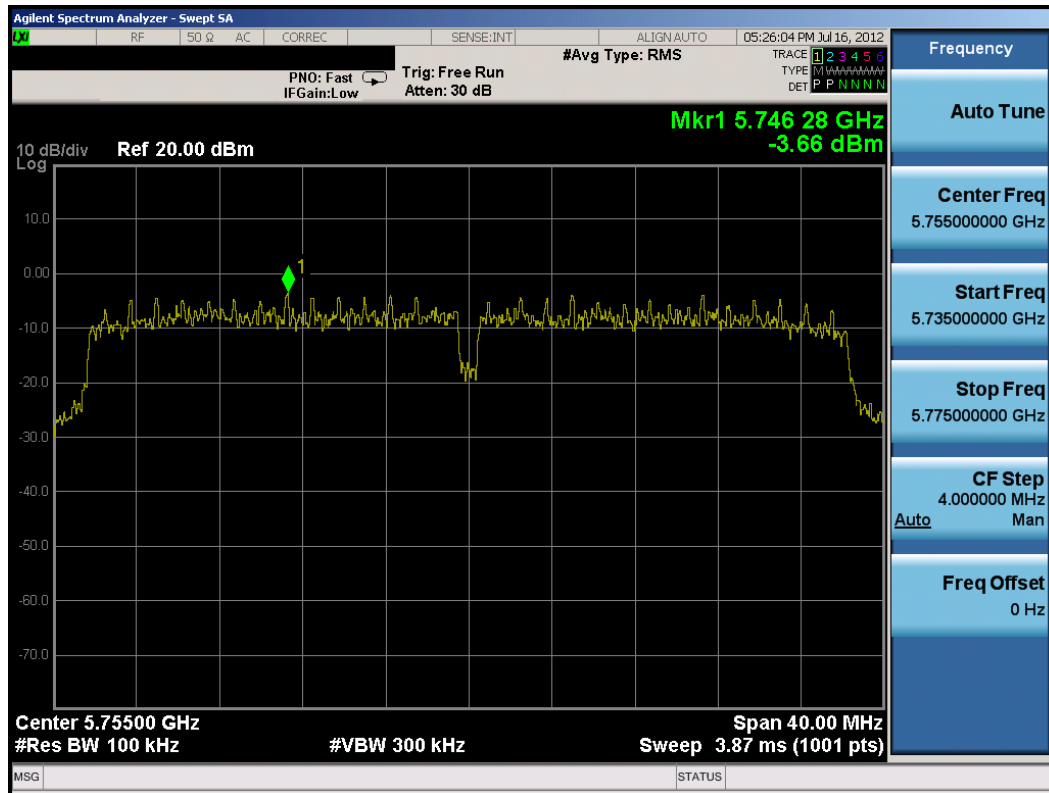 Agilent Spectrum Analyzer - Swept SA
LXI RF 50 Ω AC CORREC SENSE:INT ALIGN AUTO 05:26:04 PM Jul 16, 2012
#Avg Type: RMS TRACE 1 2 3 4 5 6
PNO: Fast Trig: Free Run TYPE M WWWWW
IFGain:Low Atten: 30 dB DET P P N N N N
Mkr1 5.746 28 GHz
-3.66 dBm
10 dB/div Ref 20.00 dBm
Log
10.0
1
0.00
-10.0
-20.0
-30.0
-40.0
-50.0
-60.0
-70.0
Center 5.75500 GHz Span 40.00 MHz
#Res BW 100 kHz #VBW 300 kHz Sweep 3.87 ms (1001 pts)
MSG STATUS
Frequency
Auto Tune
Center Freq
5.755000000 GHz
Start Freq
5.735000000 GHz
Stop Freq
5.775000000 GHz
CF Step
4.000000 MHz
Auto Man
Freq Offset
0 Hz